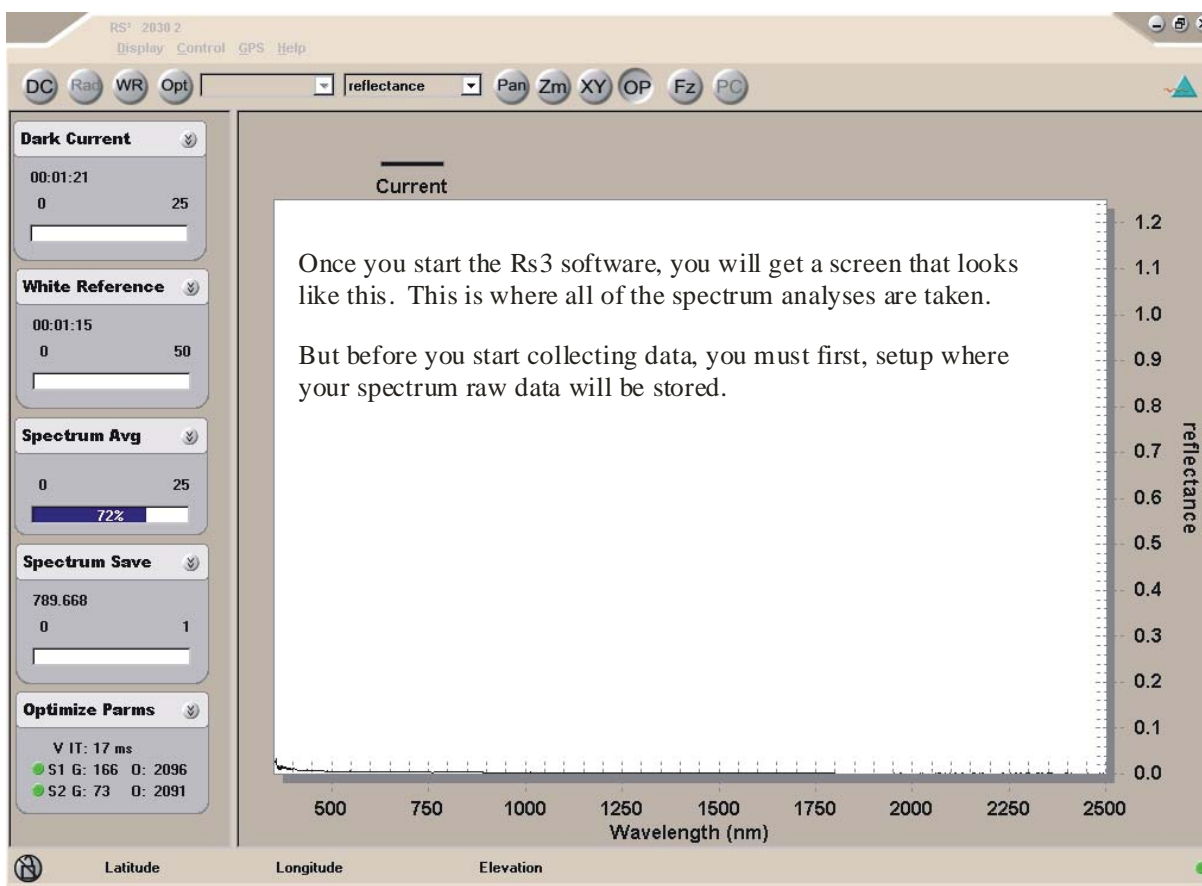 RS³ 2030 2
Display Control GPS Help
DC Rad WR Opt reflectance Pan Zm XY OP Fz PC
Dark Current
00:01:21
0 25
White Reference
00:01:15
0 50
Spectrum Avg
0 25
72%
Spectrum Save
789.668
0 1
Optimize Parms
V IT: 17 ms
S1 G: 166 O: 2096
S2 G: 73 O: 2091
Current
Once you start the Rs3 software, you will get a screen that looks
like this. This is where all of the spectrum analyses are taken.
But before you start collecting data, you must first, setup where
your spectrum raw data will be stored.
1.2
1.1
1.0
0.9
0.8
0.7
0.6
0.5
0.4
0.3
0.2
0.1
0.0
reflectance
500 750 1000 1250 1500 1750 2000 2250 2500
Wavelength (nm)
Latitude Longitude Elevation